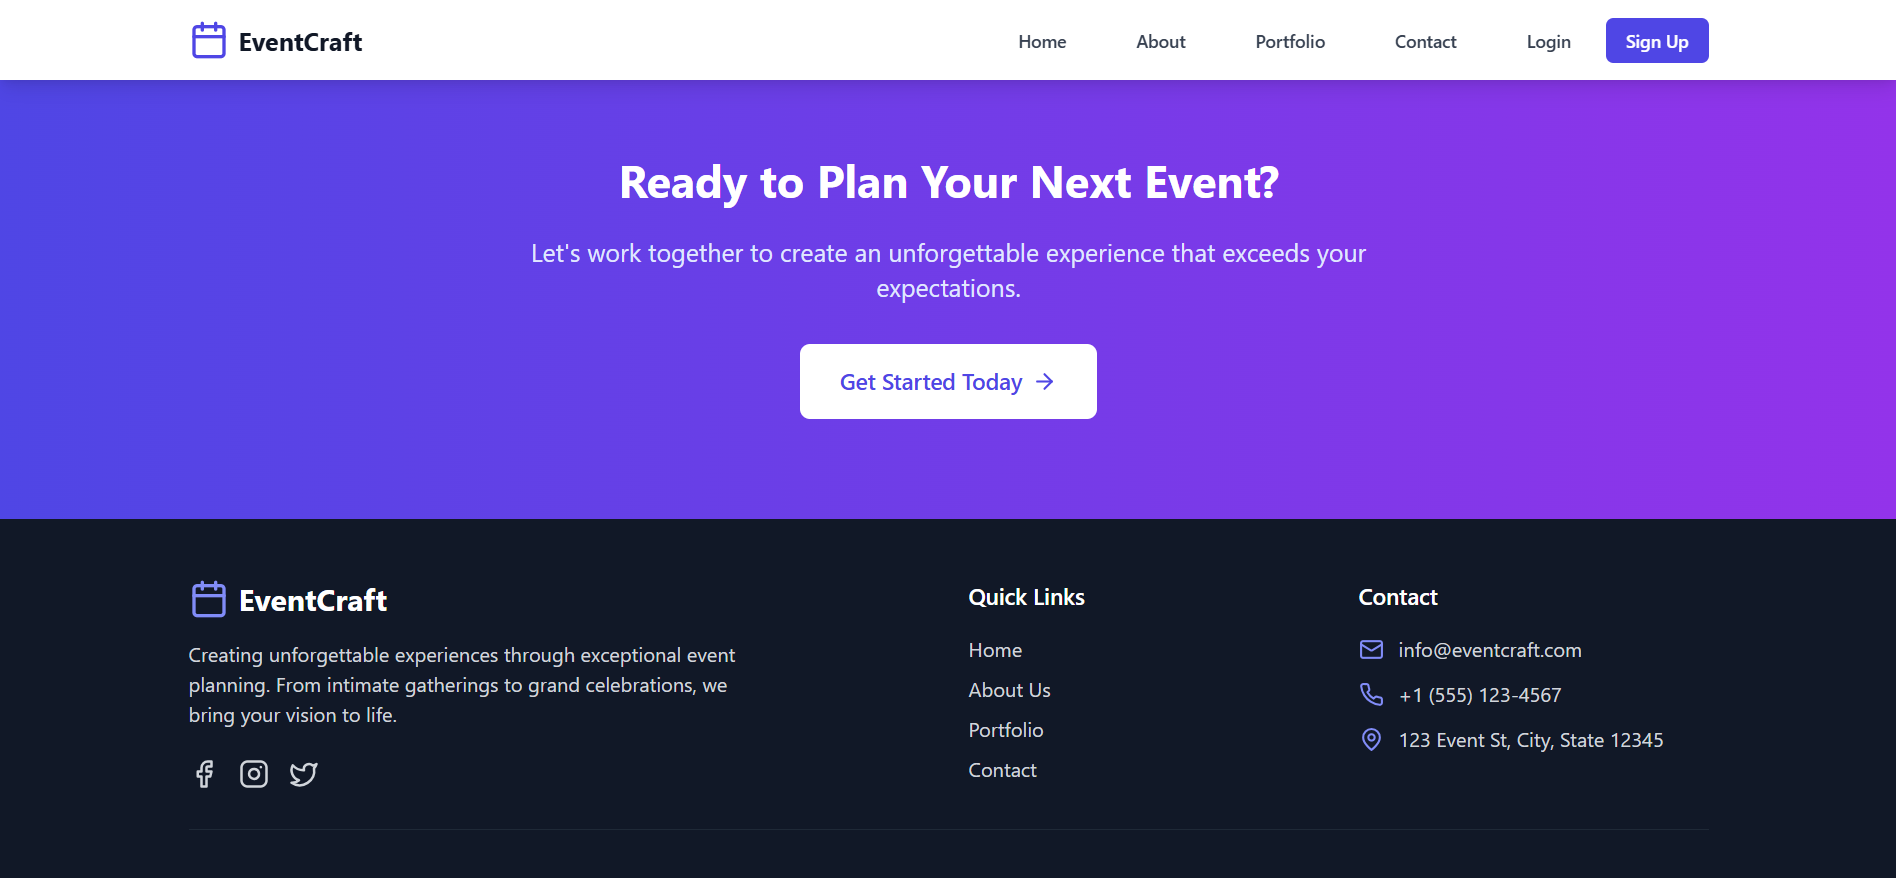 EventCraft
Home
About
Portfolio
Contact
Login
Sign Up
Ready to Plan Your Next Event?
Let's work together to create an unforgettable experience that exceeds your
expectations.
Get Started Today
EventCraft
Creating unforgettable experiences through exceptional event
planning. From intimate gatherings to grand celebrations, we
bring your vision to life.
Quick Links
Home
About Us
Portfolio
Contact
Contact
info@eventcraft.com
+1 (555) 123-4567
123 Event St, City, State 12345